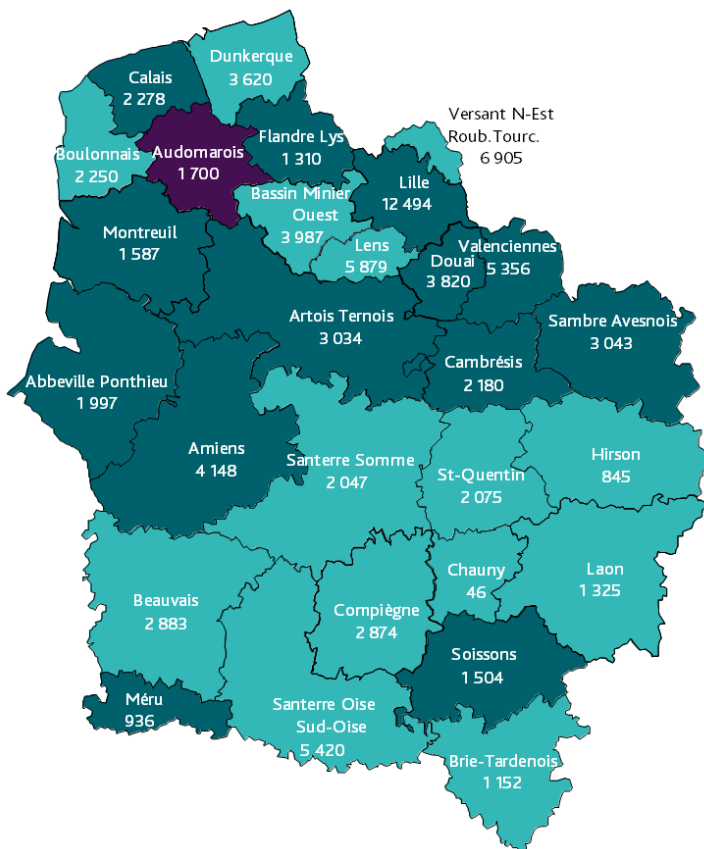 Dunkerque
3 620
Calais
2 278
Versant N-Est
Roub.Tourc.
6 905
Flandre Lys
1 310
Audomarois
1 700
Boulonnais
2 250
Lille
12 494
Bassin Minier
Ouest
3 987
Montreuil
1 587
Lens
5 879
Douai
3 820
Valenciennes
5 356
Artois Ternois
3 034
Sambre Avesnois
3 043
Cambrésis
2 180
Abbeville Ponthieu
1 997
Amiens
4 148
Santerre Somme
2 047
St-Quentin
2 075
Hirson
845
Beauvais
2 883
Compiègne
2 874
Chauny
46
Laon
1 325
Soissons
1 504
Méru
936
Santerre Oise
Sud-Oise
5 420
Brie-Tardenois
1 152